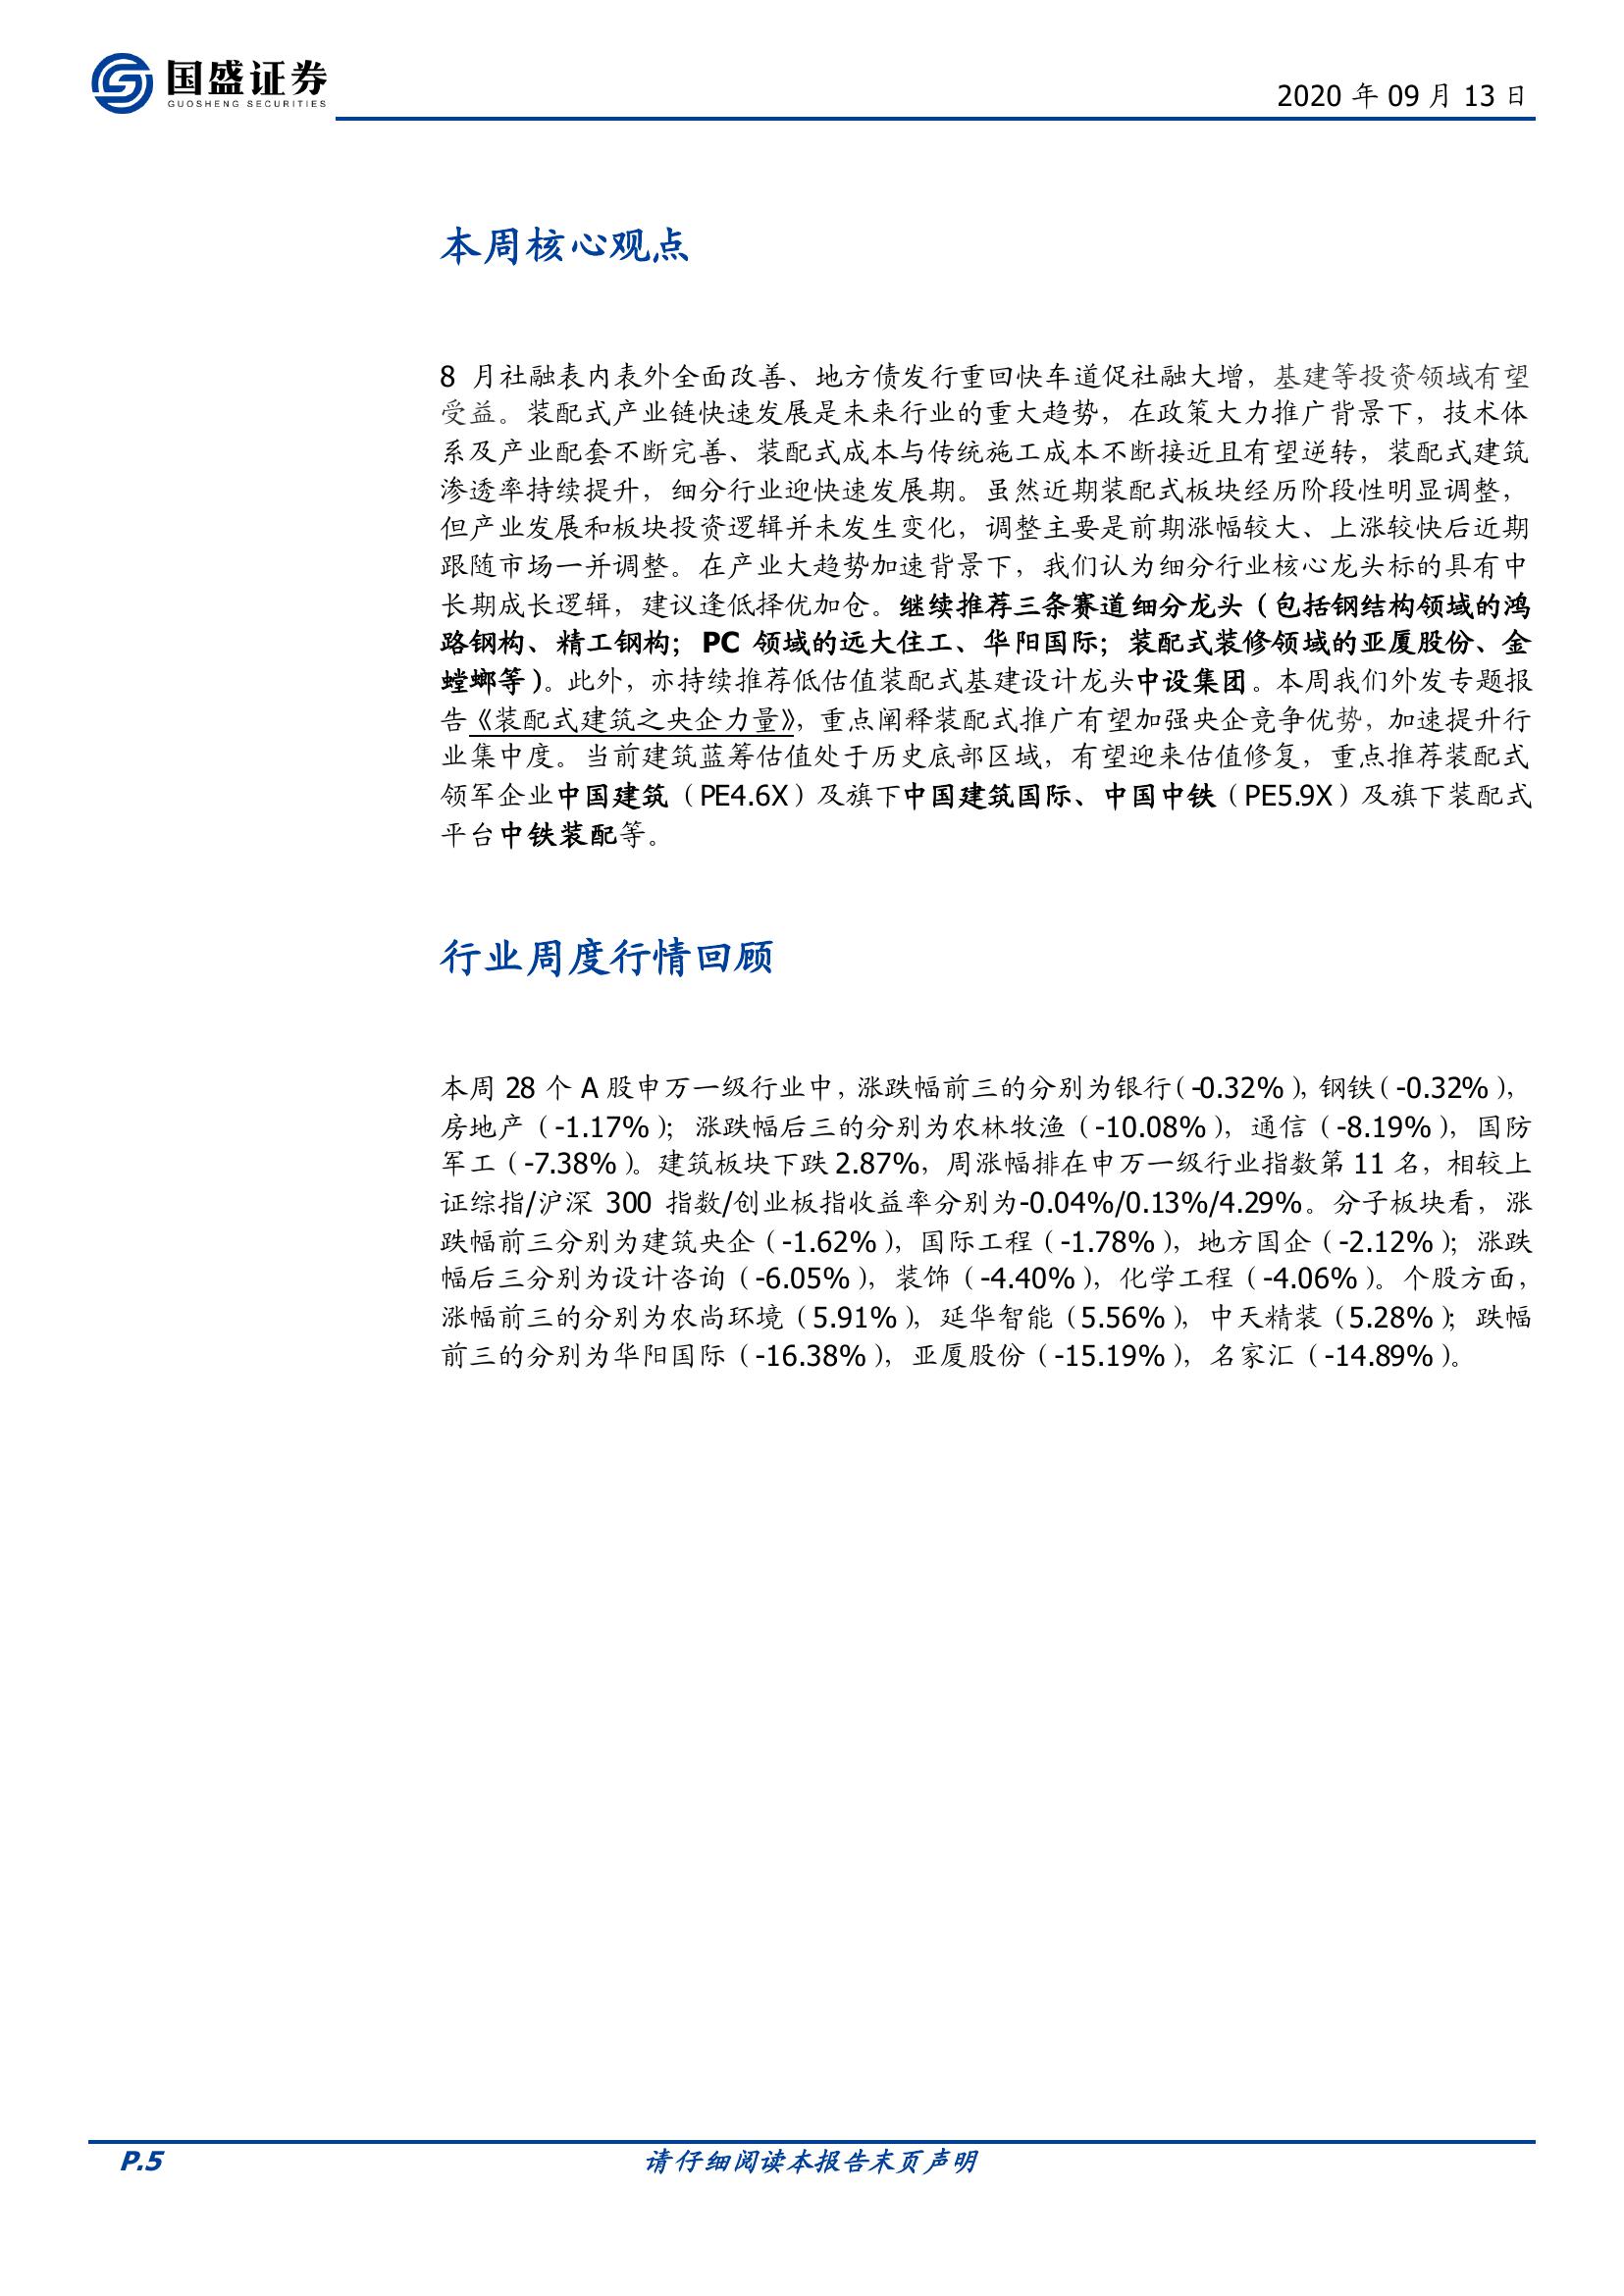 国盛证券
GUOSHENG SECURITIES
2020 年 09 月 13 日
本周核心观点
8 月社融表内表外全面改善、地方债发行重回快车道促社融大增，基建等投资领域有望
受益。装配式产业链快速发展是未来行业的重大趋势，在政策大力推广背景下，技术体
系及产业配套不断完善、装配式成本与传统施工成本不断接近且有望逆转，装配式建筑
渗透率持续提升，细分行业迎快速发展期。虽然近期装配式板块经历阶段性明显调整，
但产业发展和板块投资逻辑并未发生变化，调整主要是前期涨幅较大、上涨较快后近期
跟随市场一并调整。在产业大趋势加速背景下，我们认为细分行业核心龙头标的具有中
长期成长逻辑，建议逢低择优加仓。继续推荐三条赛道细分龙头（包括钢结构领域的鸿
路钢构、精工钢构；PC 领域的远大住工、华阳国际；装配式装修领域的亚厦股份、金
螳螂等）。此外，亦持续推荐低估值装配式基建设计龙头中设集团。本周我们外发专题报
告《装配式建筑之央企力量》，重点阐释装配式推广有望加强央企竞争优势，加速提升行
业集中度。当前建筑蓝筹估值处于历史底部区域，有望迎来估值修复，重点推荐装配式
领军企业中国建筑（PE4.6X）及旗下中国建筑国际、中国中铁（PE5.9X）及旗下装配式
平台中铁装配等。
行业周度行情回顾
本周 28 个 A 股申万一级行业中，涨跌幅前三的分别为银行（-0.32%），钢铁（-0.32%），
房地产（-1.17%）；涨跌幅后三的分别为农林牧渔（-10.08%），通信（-8.19%），国防
军工（-7.38%）。建筑板块下跌 2.87%，周涨幅排在申万一级行业指数第 11 名，相较上
证综指/沪深 300 指数/创业板指收益率分别为-0.04%/0.13%/4.29%。分子板块看，涨
跌幅前三分别为建筑央企（-1.62%），国际工程（-1.78%），地方国企（-2.12%）；涨跌
幅后三分别为设计咨询（-6.05%），装饰（-4.40%），化学工程（-4.06%）。个股方面，
涨幅前三的分别为农尚环境（5.91%），延华智能（5.56%），中天精装（5.28%）；跌幅
前三的分别为华阳国际（-16.38%），亚厦股份（-15.19%），名家汇（-14.89%）。
P.5
请仔细阅读本报告末页声明